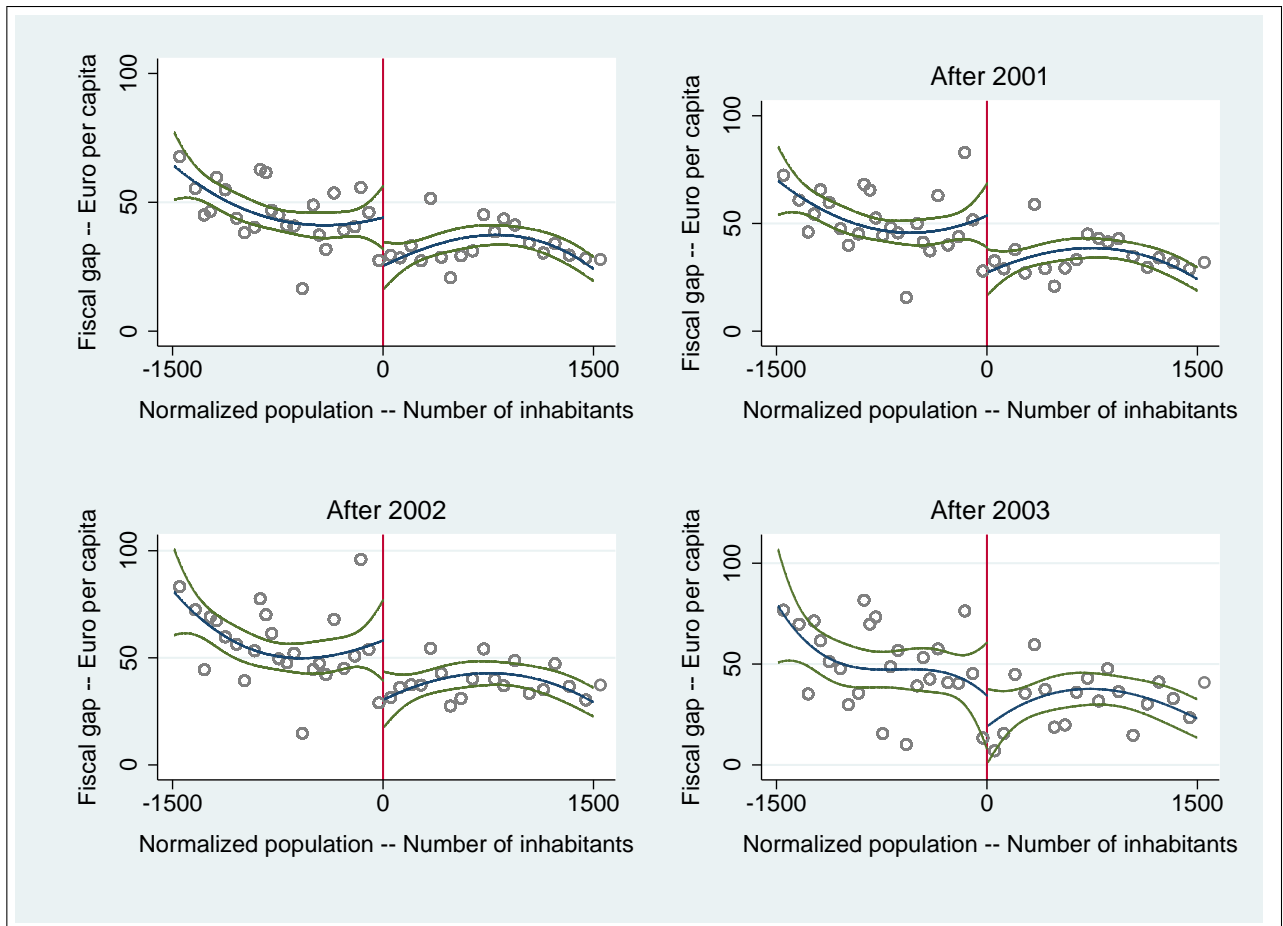 Fiscal gap -- Euro per capita
100
50
0
-1500 0 1500
Normalized population -- Number of inhabitants
After 2001
Fiscal gap -- Euro per capita
100
50
0
-1500 0 1500
Normalized population -- Number of inhabitants
After 2002
Fiscal gap -- Euro per capita
100
50
0
-1500 0 1500
Normalized population -- Number of inhabitants
After 2003
Fiscal gap -- Euro per capita
100
50
0
-1500 0 1500
Normalized population -- Number of inhabitants